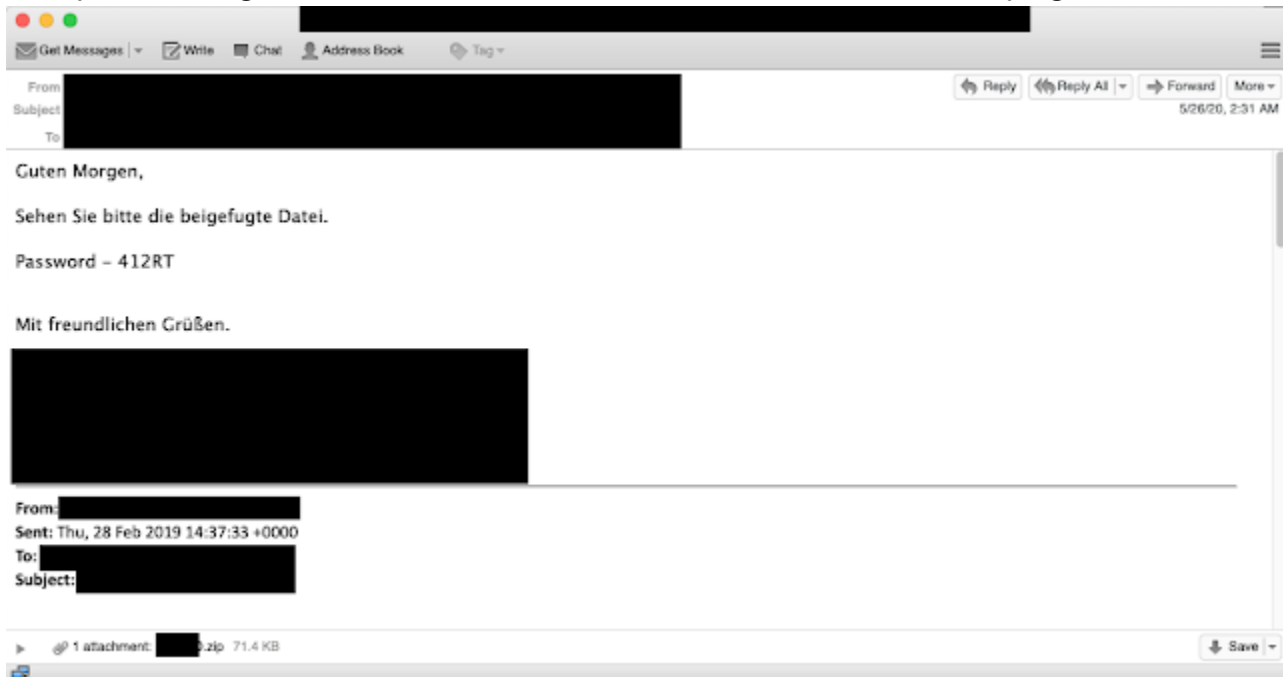 Get Messages
Write
Chat
Address Book
Tag
From
Reply
Reply All
Forward
More
Subject
5/26/20, 2:31 AM
To
Guten Morgen,
Sehen Sie bitte die beigefugte Datei.
Password – 412RT
Mit freundlichen Grüßen.
From:
Sent: Thu, 28 Feb 2019 14:37:33 +0000
To:
Subject:
1 attachment: .zip 71.4 KB
Save